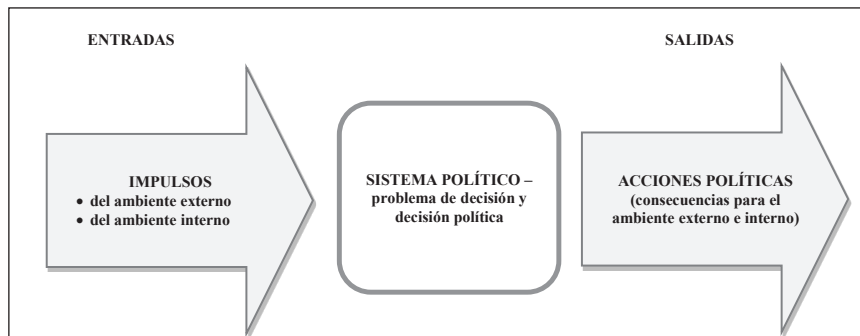 ENTRADAS
SALIDAS
IMPULSOS
• del ambiente externo
• del ambiente interno
SISTEMA POLÍTICO –
problema de decisión y
decisión política
ACCIONES POLÍTICAS
(consecuencias para el
ambiente externo e interno)